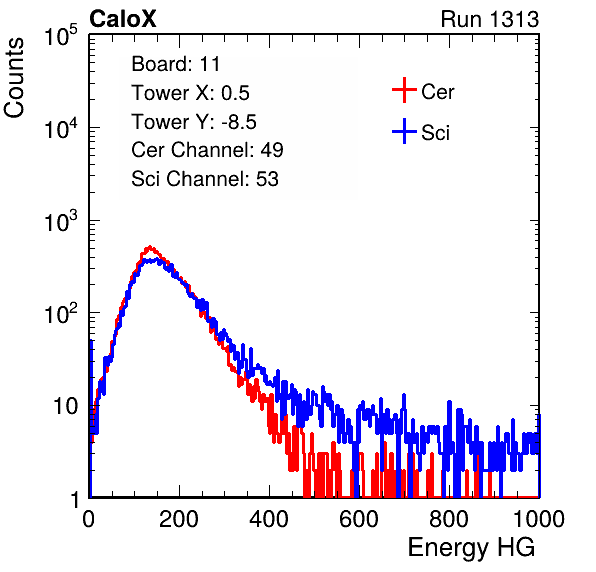 CaloX Run 1313
Counts
Board: 11
Tower X: 0.5
Tower Y: -8.5
Cer Channel: 49
Sci Channel: 53
Cer
Sci
10^5
10^4
10^3
10^2
10
1
0 200 400 600 800 1000
Energy HG